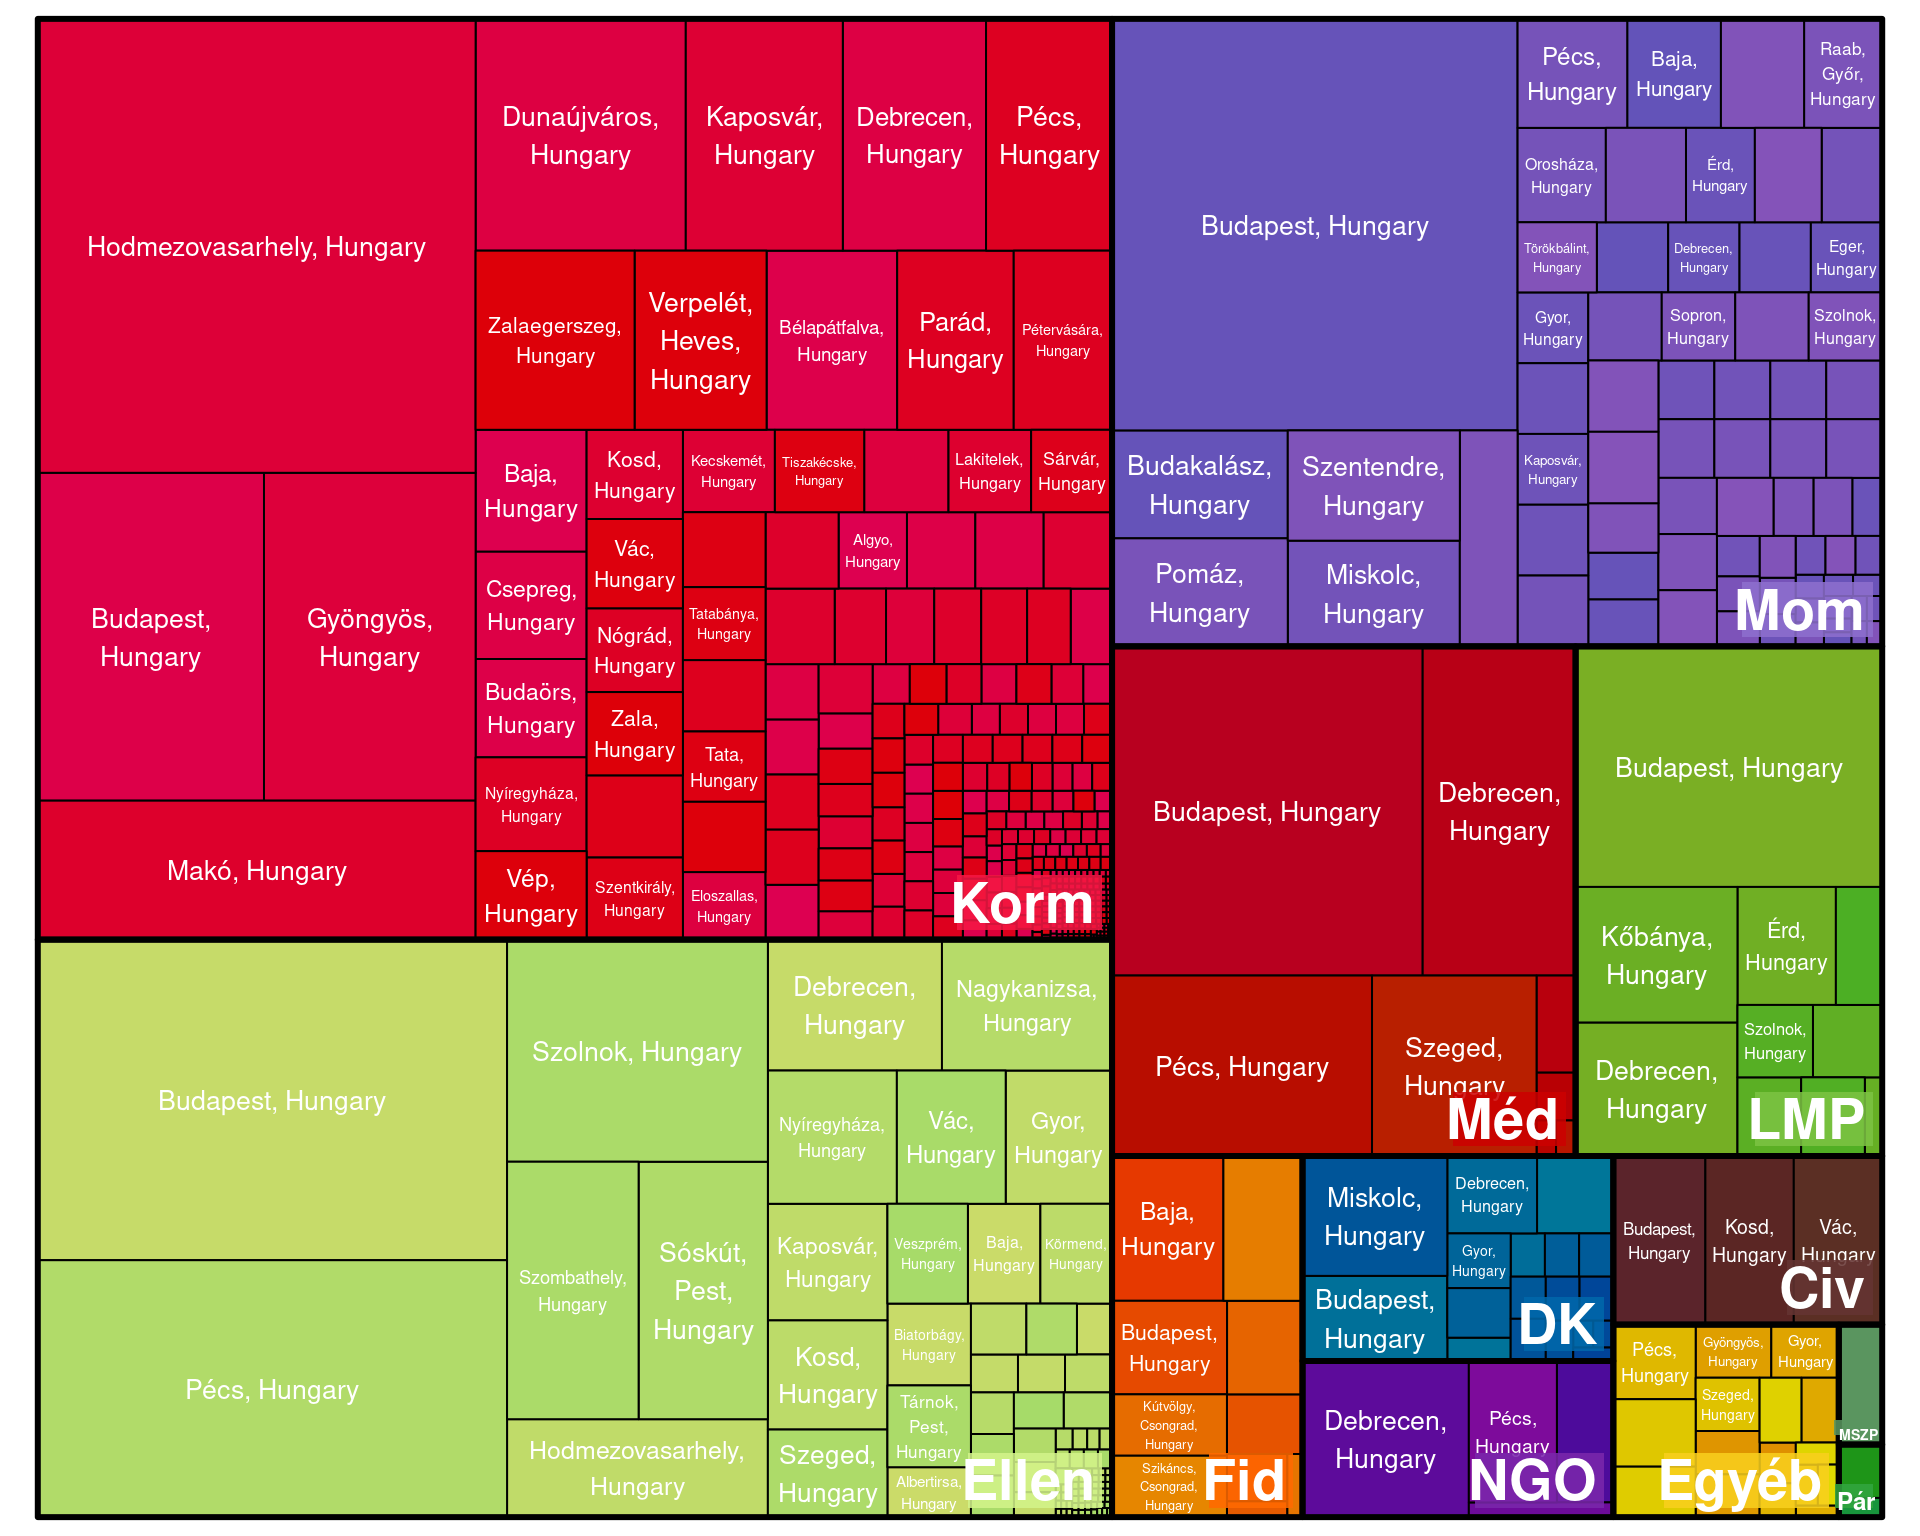 Hodmezovasarhely, Hungary
Budapest,
Hungary
Gyöngyös,
Hungary
Makó, Hungary
Dunaújváros,
Hungary
Kaposvár,
Hungary
Debrecen,
Hungary
Pécs,
Hungary
Zalaegerszeg,
Hungary
Verpelét,
Heves,
Hungary
Bélapátfalva,
Hungary
Parád,
Hungary
Pétervására,
Hungary
Baja,
Hungary
Csepreg,
Hungary
Budaörs,
Hungary
Nyíregyháza,
Hungary
Vép,
Hungary
Kosd,
Hungary
Vác,
Hungary
Nógrád,
Hungary
Zala,
Hungary
Szentkirály,
Hungary
Kecskemét,
Hungary
Tiszakécske,
Hungary
Lakitelek,
Hungary
Sárvár,
Hungary
Algyo,
Hungary
Tatabánya,
Hungary
Tata,
Hungary
Eloszallas,
Hungary
Korm
Budapest, Hungary
Pécs, Hungary
Szolnok, Hungary
Szombathely,
Hungary
Sóskút,
Pest,
Hungary
Hodmezovasarhely,
Hungary
Debrecen,
Hungary
Nagykanizsa,
Hungary
Nyíregyháza,
Hungary
Vác,
Hungary
Gyor,
Hungary
Kaposvár,
Hungary
Veszprém,
Hungary
Baja,
Hungary
Körmend,
Hungary
Kosd,
Hungary
Biatorbágy,
Hungary
Tárnok,
Pest,
Hungary
Szeged,
Hungary
Albertirsa,
Hungary
Ellen
Budapest, Hungary
Budakalász,
Hungary
Pomáz,
Hungary
Szentendre,
Hungary
Miskolc,
Hungary
Pécs,
Hungary
Baja,
Hungary
Raab,
Győr,
Hungary
Orosháza,
Hungary
Érd,
Hungary
Törökbálint,
Hungary
Debrecen,
Hungary
Eger,
Hungary
Gyor,
Hungary
Sopron,
Hungary
Szolnok,
Hungary
Kaposvár,
Hungary
Mom
Budapest, Hungary
Debrecen,
Hungary
Pécs, Hungary
Szeged,
Hungary
Méd
Budapest, Hungary
Kőbánya,
Hungary
Debrecen,
Hungary
Érd,
Hungary
Szolnok,
Hungary
LMP
Baja,
Hungary
Budapest,
Hungary
Kútvölgy,
Csongrad,
Hungary
Szikáncs,
Csongrad,
Hungary
Fid
Miskolc,
Hungary
Budapest,
Hungary
Debrecen,
Hungary
Gyor,
Hungary
DK
Debrecen,
Hungary
Pécs,
Hungary
NGO
Budapest,
Hungary
Kosd,
Hungary
Vác,
Hungary
Civ
Pécs,
Hungary
Gyöngyös,
Hungary
Gyor,
Hungary
Szeged,
Hungary
Egyéb
MSZP
Pár